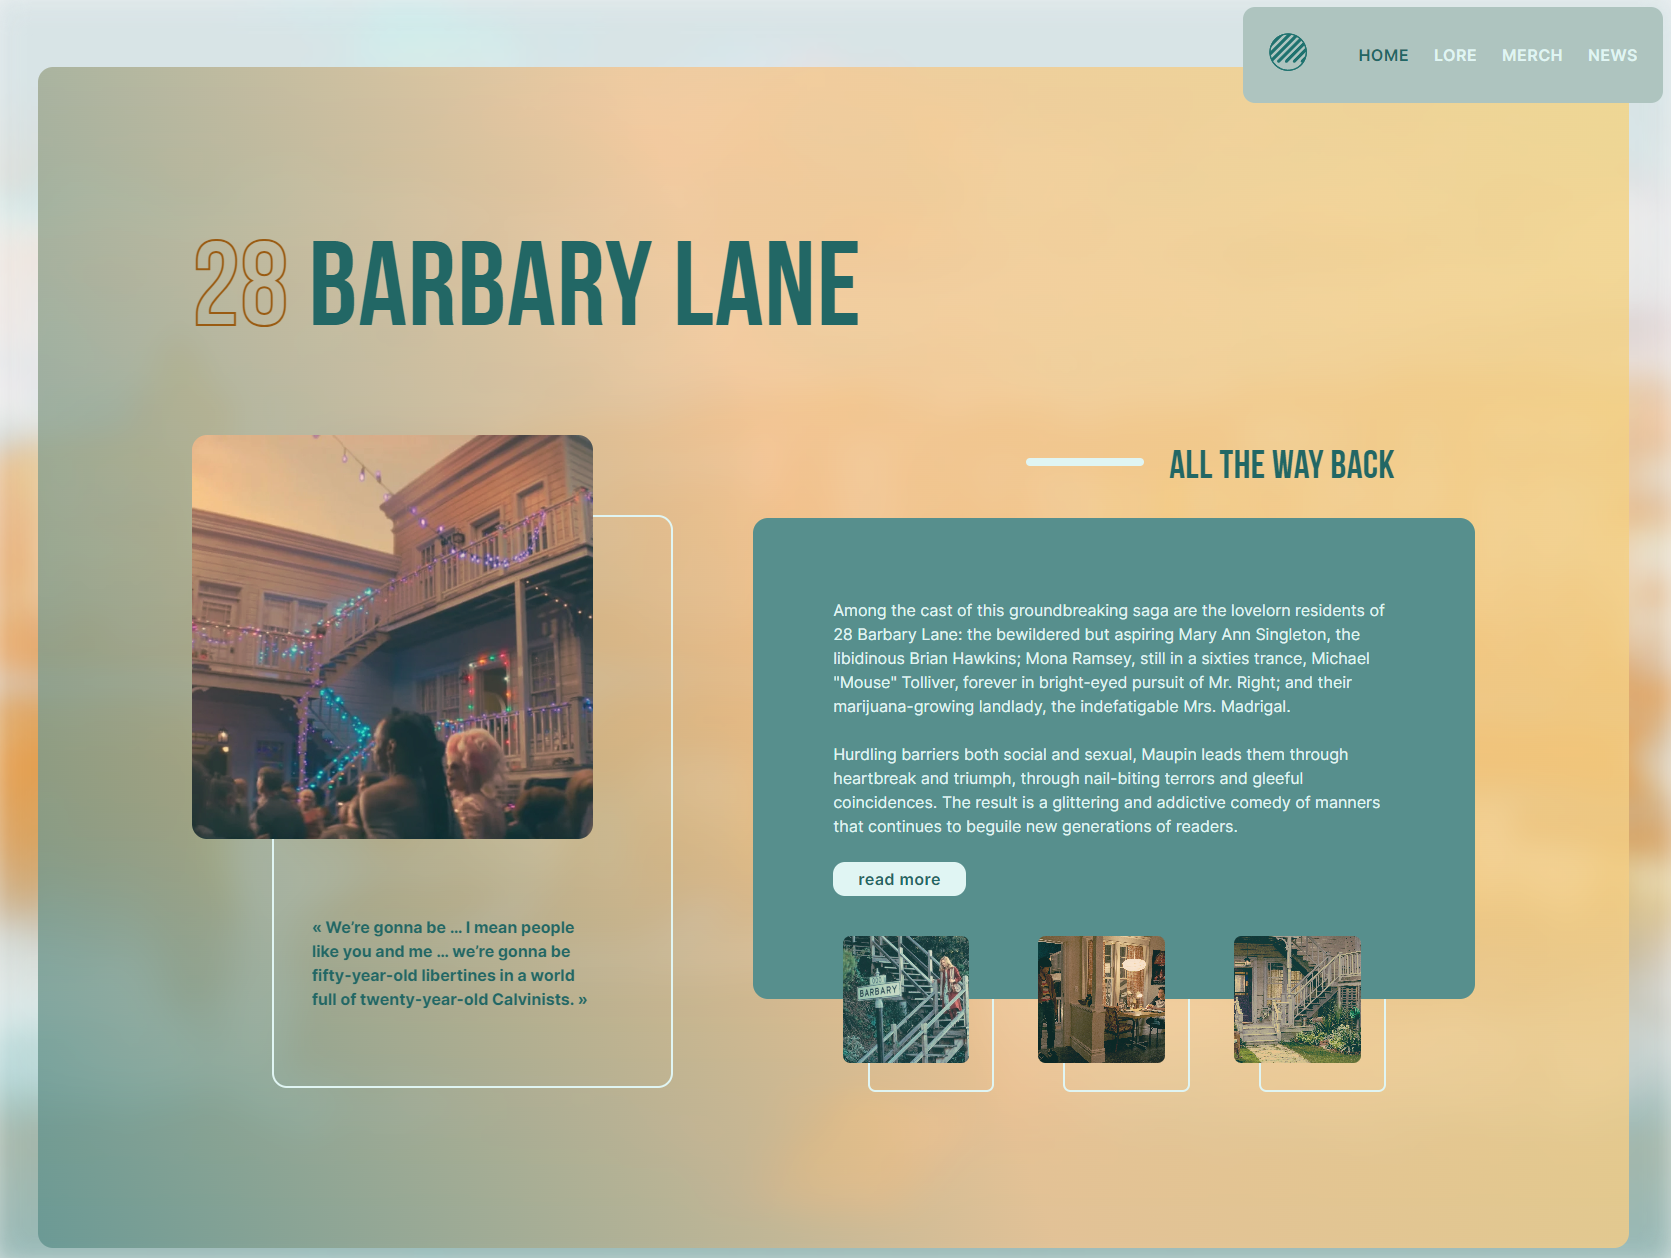 HOME LORE MERCH NEWS
28 BARBARY LANE
ALL THE WAY BACK
Among the cast of this groundbreaking saga are the lovelorn residents of
28 Barbary Lane: the bewildered but aspiring Mary Ann Singleton, the
libidinous Brian Hawkins; Mona Ramsey, still in a sixties trance, Michael
"Mouse" Tolliver, forever in bright-eyed pursuit of Mr. Right; and their
marijuana-growing landlady, the indefatigable Mrs. Madrigal.
Hurdling barriers both social and sexual, Maupin leads them through
heartbreak and triumph, through nail-biting terrors and gleeful
coincidences. The result is a glittering and addictive comedy of manners
that continues to beguile new generations of readers.
read more
« We’re gonna be ... I mean people
like you and me ... we’re gonna be
fifty-year-old libertines in a world
full of twenty-year-old Calvinists. »
BARBARY